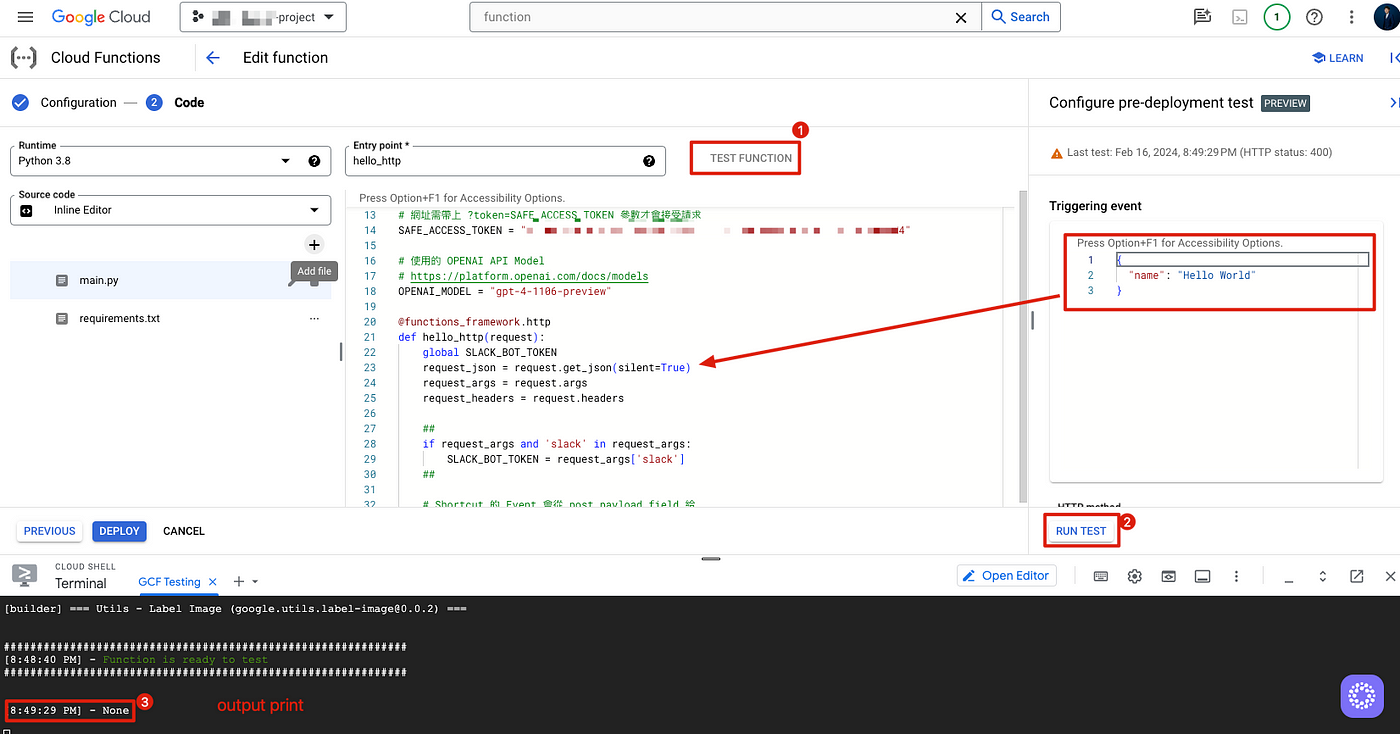 Google Cloud
-project
function
Search
1
Cloud Functions
Edit function
LEARN
Configuration
2
Code
Configure pre-deployment test
PREVIEW
1
Runtime
Python 3.8
Entry point *
hello_http
TEST FUNCTION
Last test: Feb 16, 2024, 8:49:29 PM (HTTP status: 400)
Source code
Inline Editor
Add file
main.py
requirements.txt
Press Option+F1 for Accessibility Options.
13 # 網址需帶上 ?token=SAFE_ACCESS_TOKEN 參數才會接受請求
14 SAFE_ACCESS_TOKEN = "4"
15
16 # 使用的 OPENAI API Model
17 # https://platform.openai.com/docs/models
18 OPENAI_MODEL = "gpt-4-1106-preview"
19
20 @functions_framework.http
21 def hello_http(request):
22 global SLACK_BOT_TOKEN
23 request_json = request.get_json(silent=True)
24 request_args = request.args
25 request_headers = request.headers
26
27 ##
28 if request_args and 'slack' in request_args:
29 SLACK_BOT_TOKEN = request_args['slack']
30 ##
31
32 # Shortcut 的 Event 會從 post payload field 給
Triggering event
Press Option+F1 for Accessibility Options.
1 {
2 "name": "Hello World"
3 }
HTTP method
RUN TEST
2
PREVIOUS
DEPLOY
CANCEL
CLOUD SHELL
Terminal
GCF Testing
Open Editor
[builder] === Utils - Label Image (google.utils.label-image@0.0.2) ===
##############################################################
[8:48:40 PM] - Function is ready to test
##############################################################
8:49:29 PM] - None
3
output print